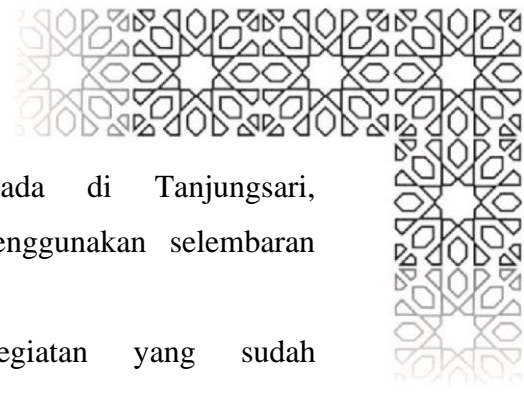 ada di Tanjungsari,
enggunakan selembaran
egiatan yang sudah